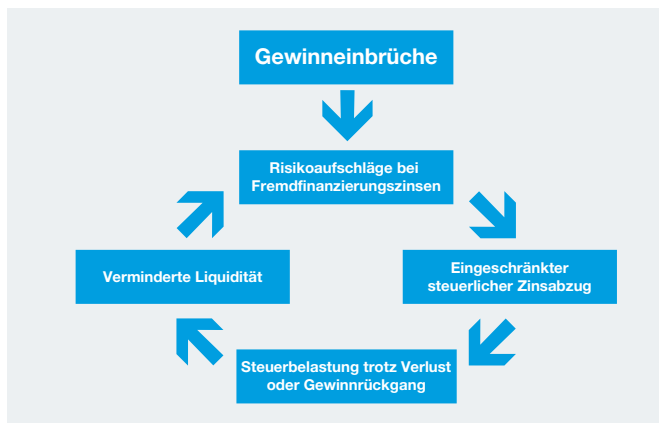 Gewinneinbrüche
Risikoaufschläge bei
Fremdfinanzierungszinsen
Verminderte Liquidität
Eingeschränkter
steuerlicher Zinsabzug
Steuerbelastung trotz Verlust
oder Gewinnrückgang